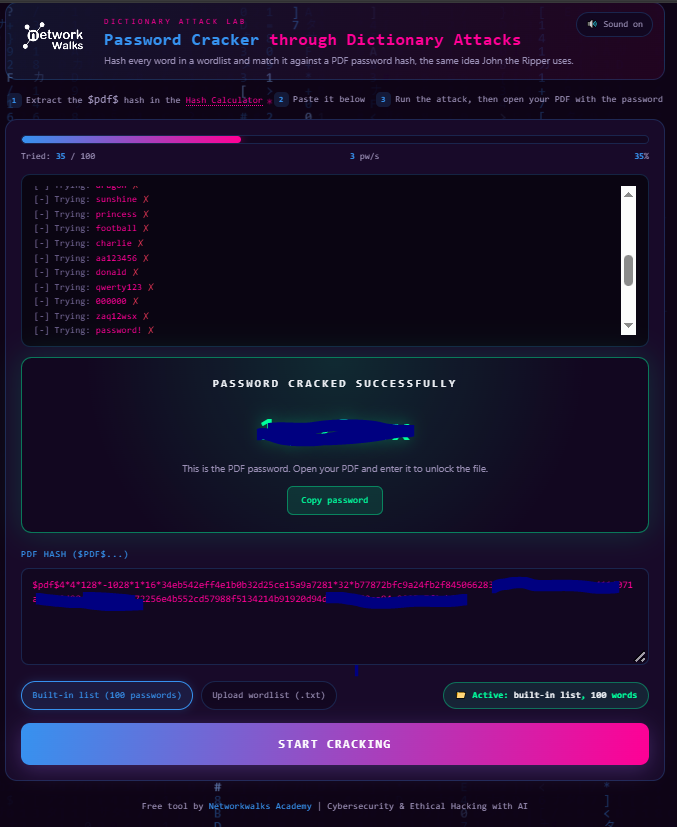 Network
Walks
DICTIONARY ATTACK LAB
Password Cracker through Dictionary Attacks
Hash every word in a wordlist and match it against a PDF password hash, the same idea John the Ripper uses.
🔊 Sound on
1 Extract the $pdf$ hash in the Hash Calculator
2 Paste it below
3 Run the attack, then open your PDF with the password
Tried: 35 / 100
3 pw/s
35%
[-] Trying: dragon ✗
[-] Trying: sunshine ✗
[-] Trying: princess ✗
[-] Trying: football ✗
[-] Trying: charlie ✗
[-] Trying: aa123456 ✗
[-] Trying: donald ✗
[-] Trying: qwerty123 ✗
[-] Trying: 000000 ✗
[-] Trying: zaq12wsx ✗
[-] Trying: password! ✗
PASSWORD CRACKED SUCCESSFULLY
This is the PDF password. Open your PDF and enter it to unlock the file.
Copy password
PDF HASH ($PDF$...)
$pdf$4*4*128*-1028*1*16*34eb542eff4e1b0b32d25ce15a9a7281*32*b77872bfc9a24fb2f845066283
2256e4b552cd57988f5134214b91920d94
Built-in list (100 passwords)
Upload wordlist (.txt)
Active: built-in list, 100 words
START CRACKING
Free tool by Networkwalks Academy | Cybersecurity & Ethical Hacking with AI